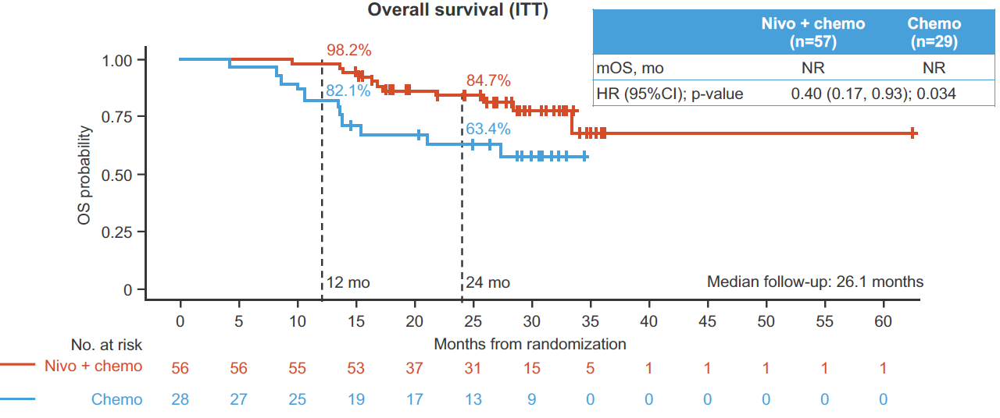 Overall survival (ITT)
Nivo + chemo (n=57) Chemo (n=29)
mOS, mo NR NR
HR (95%CI); p-value 0.40 (0.17, 0.93); 0.034
98.2%
82.1%
84.7%
63.4%
OS probability
1.00
0.75
0.50
0.25
0
12 mo
24 mo
Median follow-up: 26.1 months
0 5 10 15 20 25 30 35 40 45 50 55 60
Months from randomization
No. at risk
Nivo + chemo 56 56 55 53 37 31 15 5 1 1 1 1 1
Chemo 28 27 25 19 17 13 9 0 0 0 0 0 0